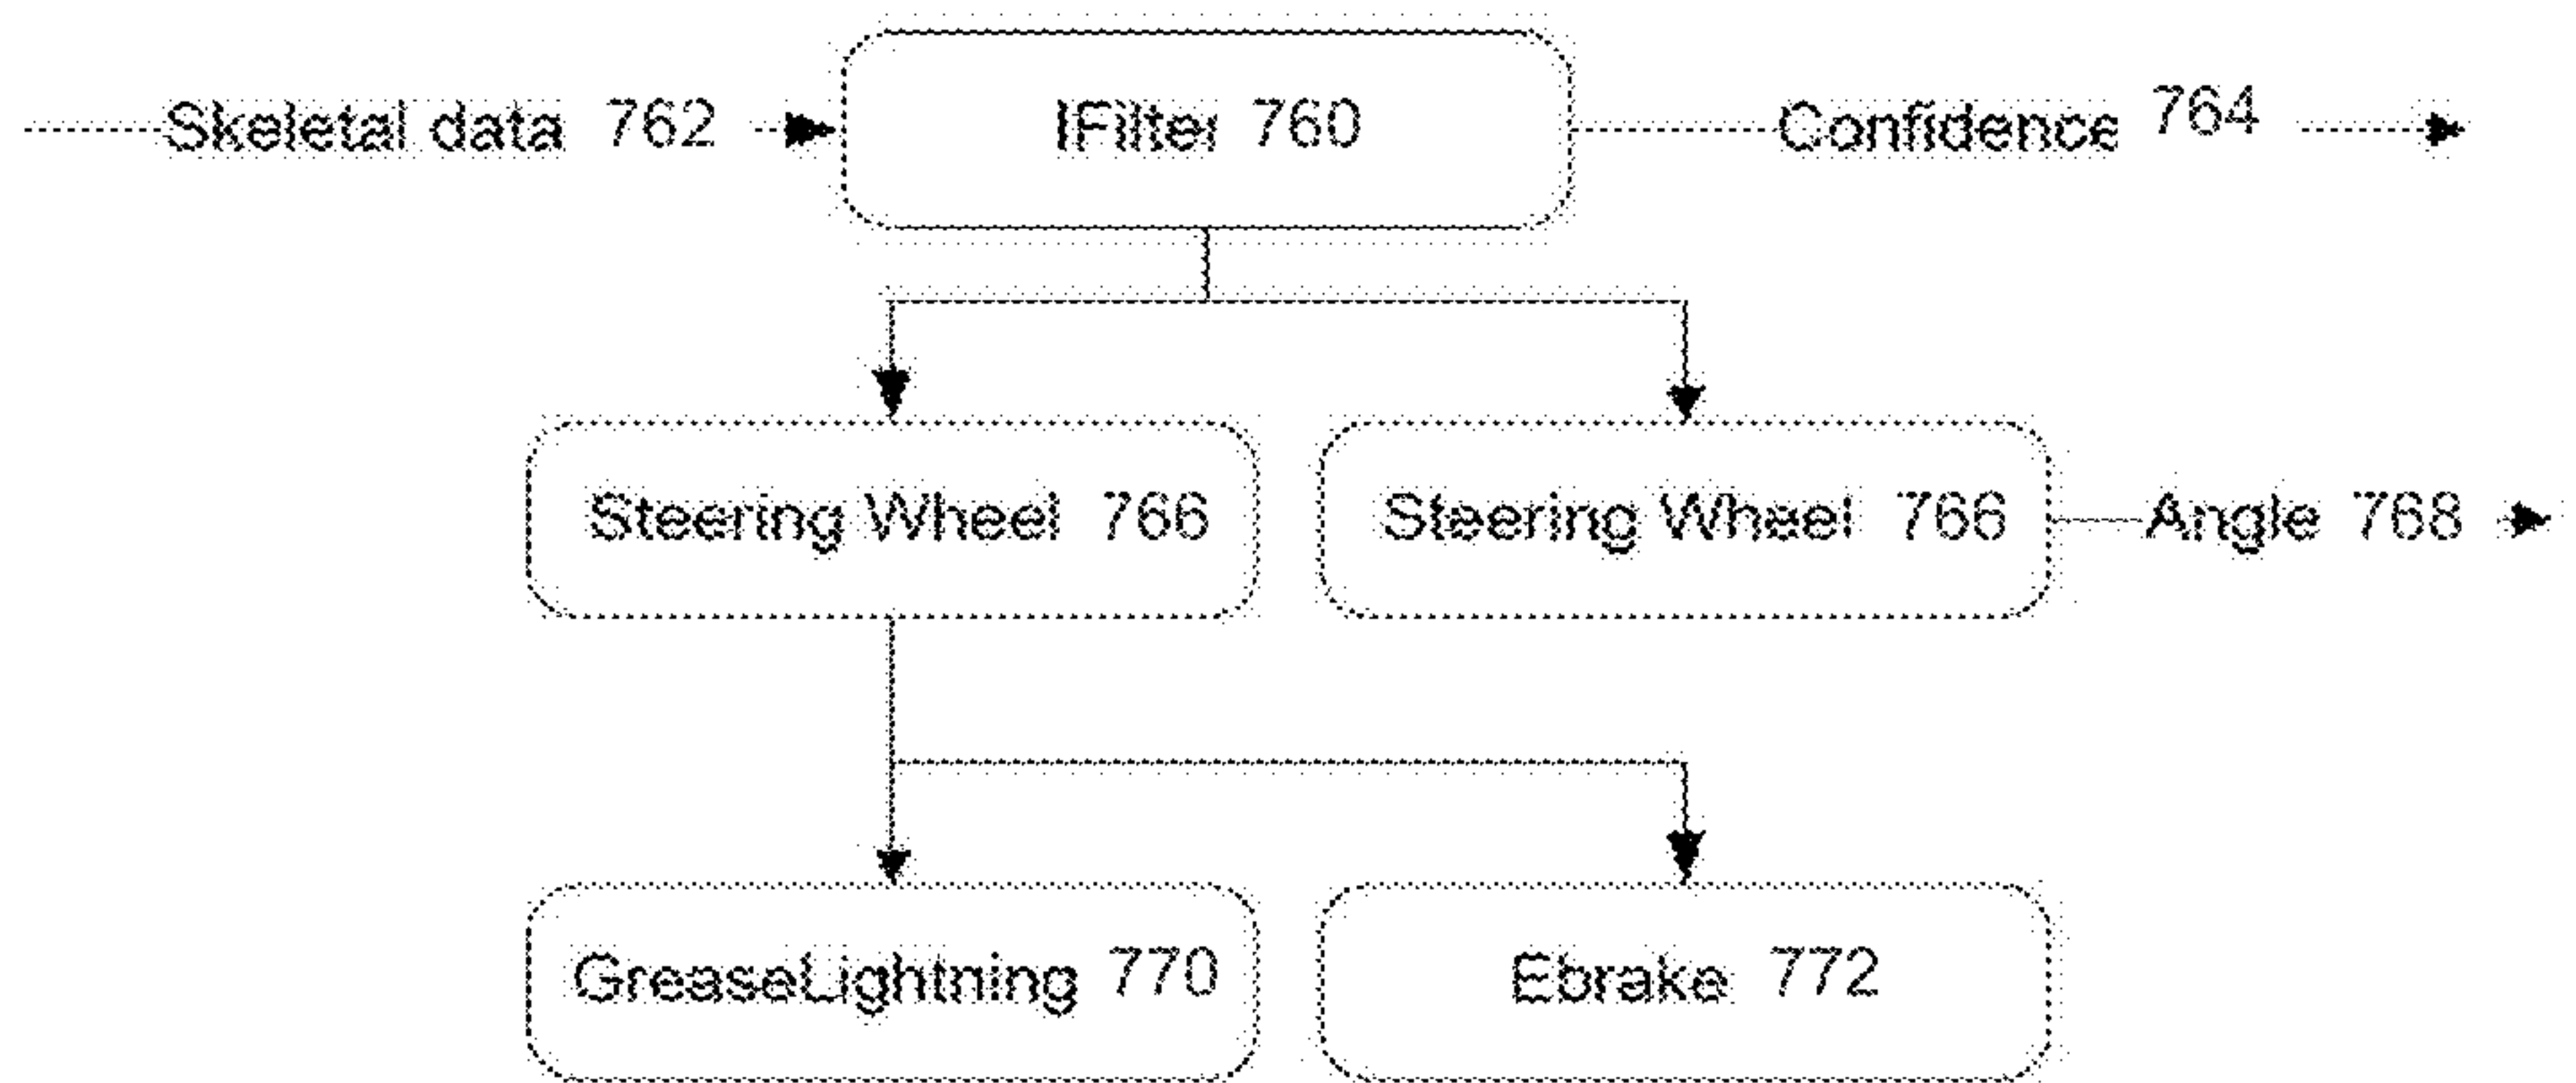 Skeletal data 762
IFilter 760
Confidence 764
Steering Wheel 766
Steering Wheel 766
Angle 768
GreaseLightning 770
Ebrake 772